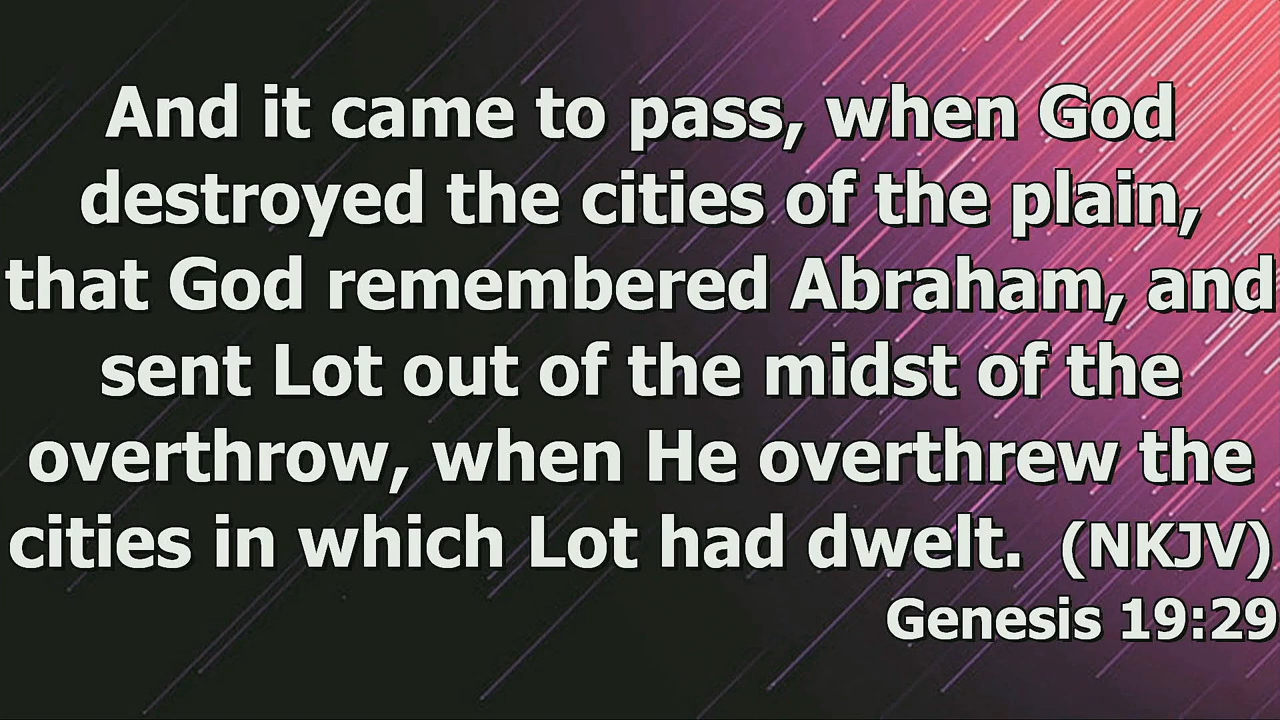 And it came to pass, when God
destroyed the cities of the plain,
that God remembered Abraham, and
sent Lot out of the midst of the
overthrow, when He overthrew the
cities in which Lot had dwelt.  (NKJV)
Genesis 19:29